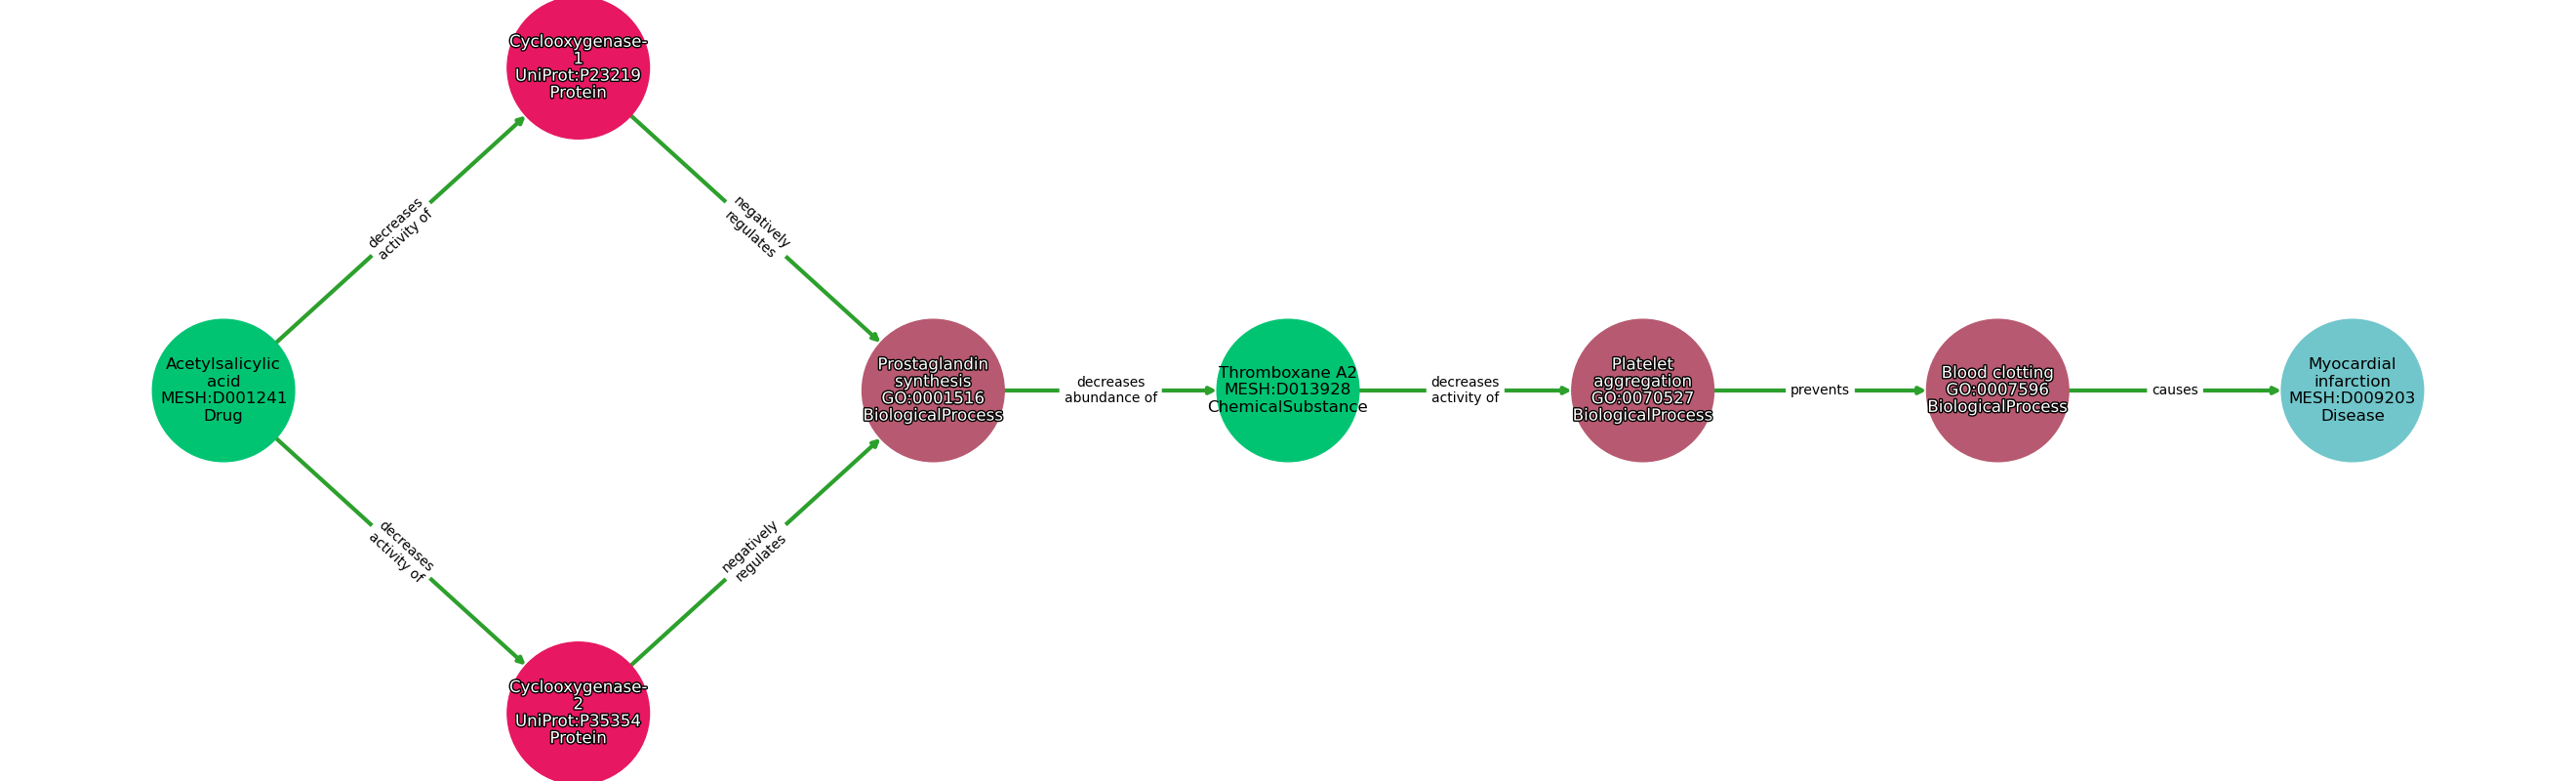 Cyclooxygenase-
1
UniProt:P23219
Protein
decreases
activity of
negatively
regulates
Acetylsalicylic
acid
MESH:D001241
Drug
Prostaglandin
synthesis
GO:0001516
BiologicalProcess
decreases
abundance of
Thromboxane A2
MESH:D013928
ChemicalSubstance
decreases
activity of
Platelet
aggregation
GO:0070527
BiologicalProcess
prevents
Blood clotting
GO:0007596
BiologicalProcess
causes
Myocardial
infarction
MESH:D009203
Disease
decreases
activity of
negatively
regulates
Cyclooxygenase-
2
UniProt:P35354
Protein